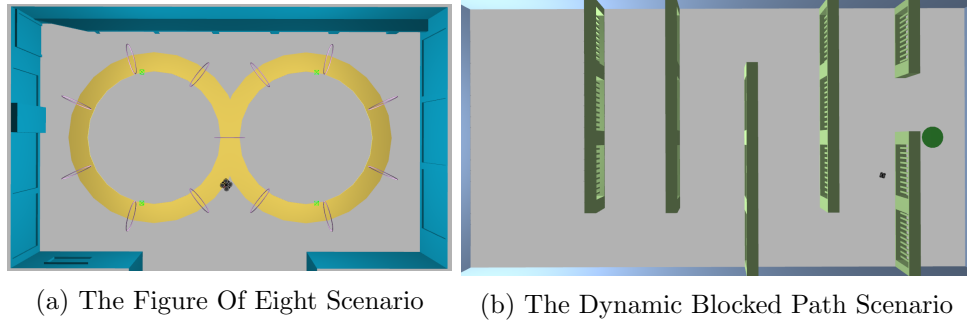 (a) The Figure Of Eight Scenario
(b) The Dynamic Blocked Path Scenario